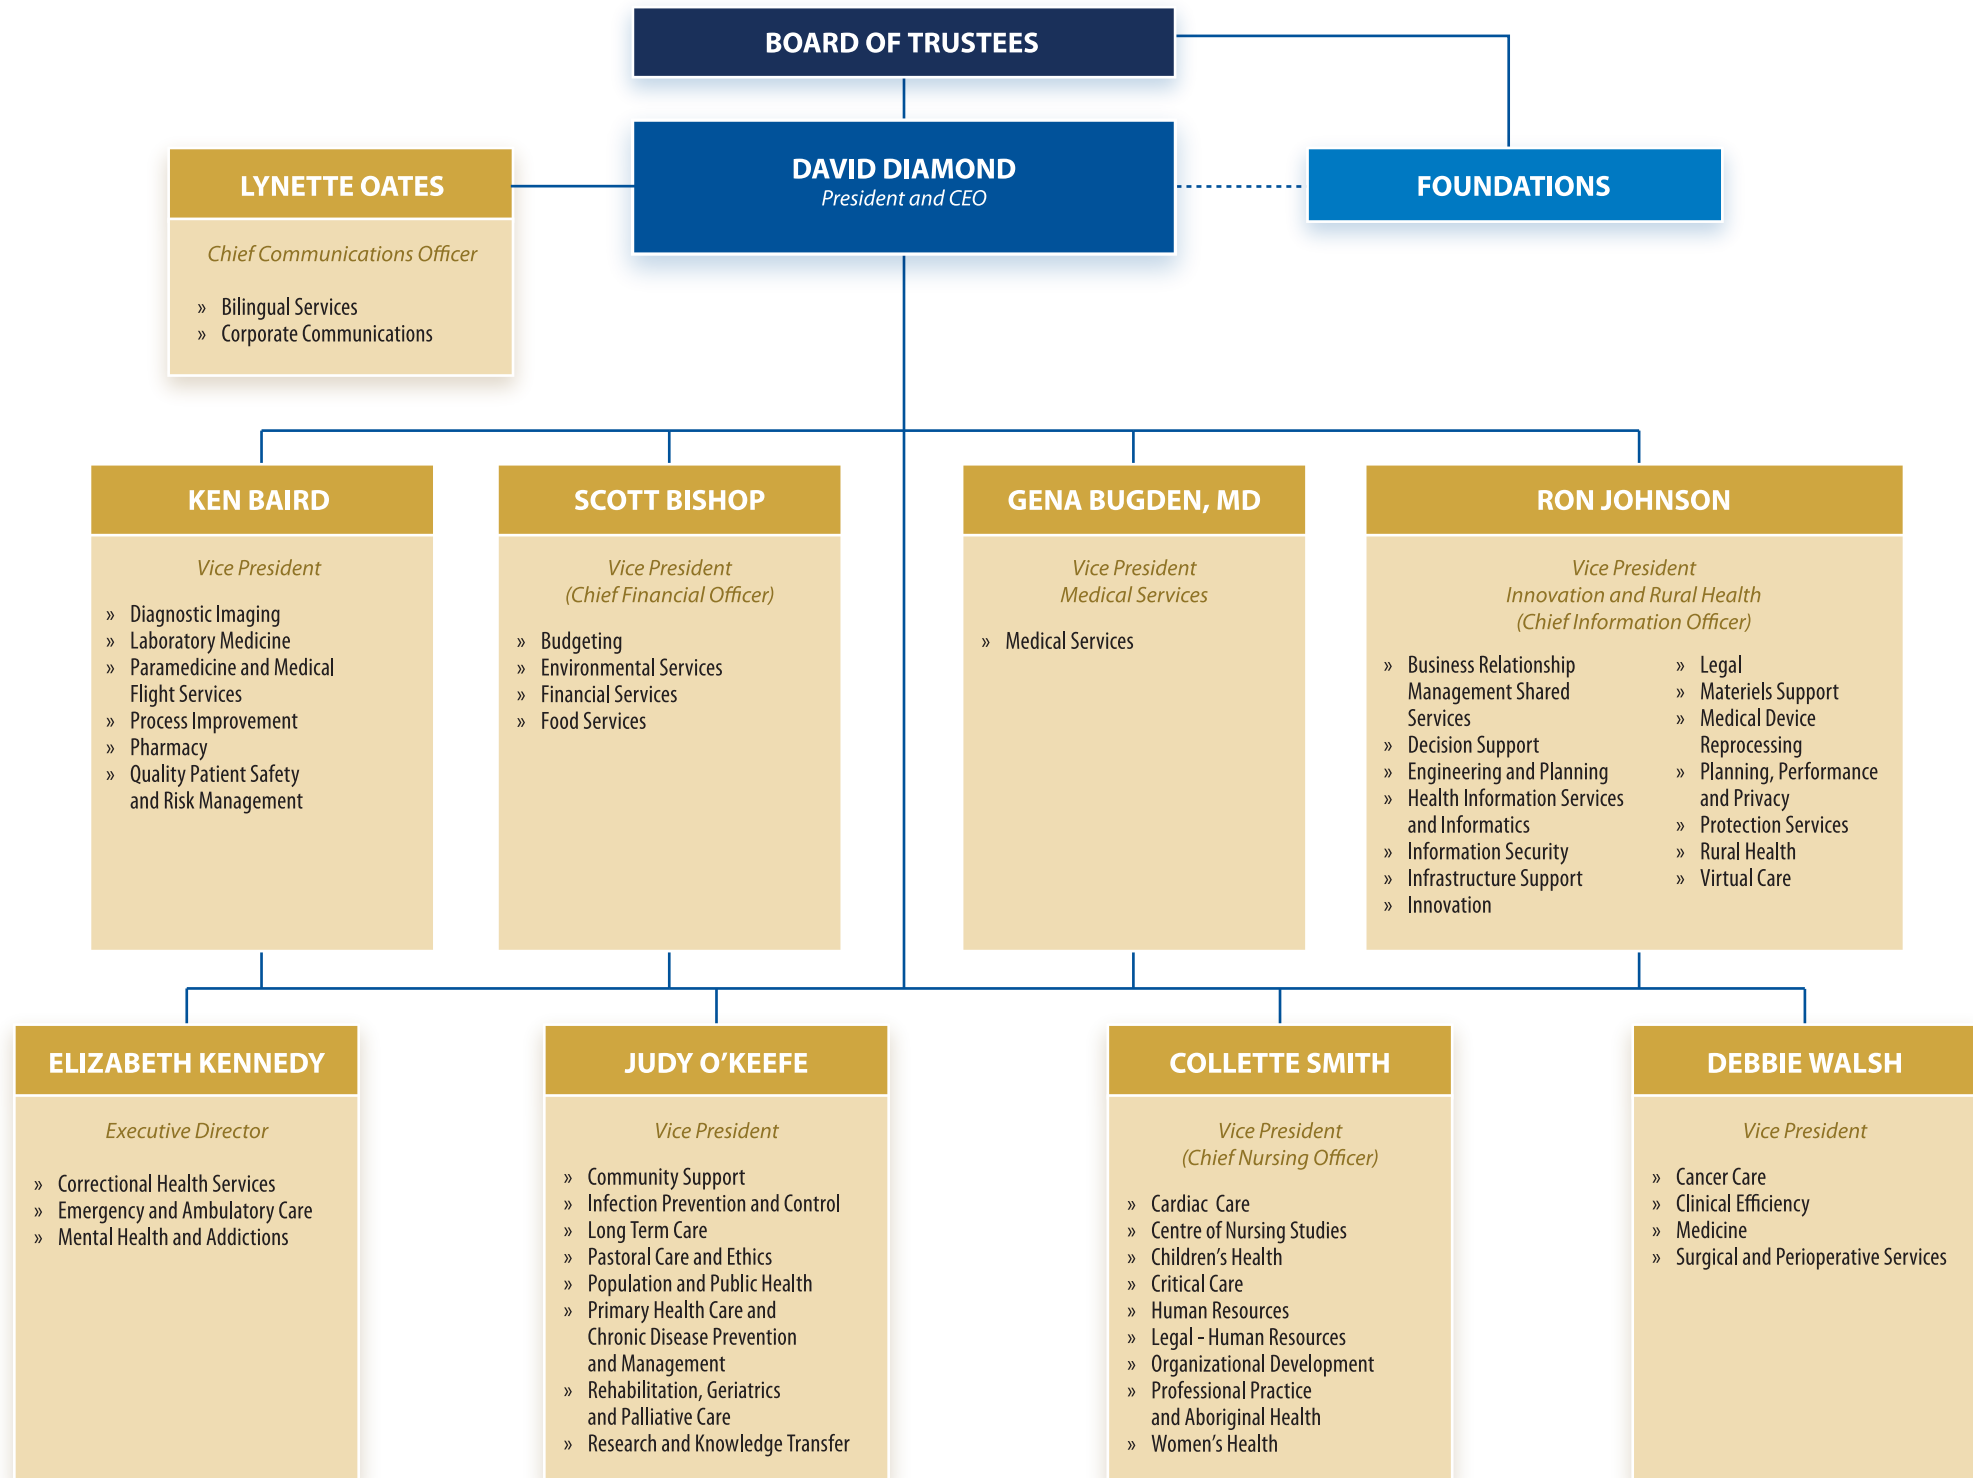 BOARD OF TRUSTEES
DAVID DIAMOND
President and CEO
LYNETTE OATES
Chief Communications Officer
» Bilingual Services
» Corporate Communications
FOUNDATIONS
KEN BAIRD
Vice President
» Diagnostic Imaging
» Laboratory Medicine
» Paramedicine and Medical
Flight Services
» Process Improvement
» Pharmacy
» Quality Patient Safety
and Risk Management
SCOTT BISHOP
Vice President
(Chief Financial Officer)
» Budgeting
» Environmental Services
» Financial Services
» Food Services
GENA BUGDEN, MD
Vice President
Medical Services
» Medical Services
RON JOHNSON
Vice President
Innovation and Rural Health
(Chief Information Officer)
» Business Relationship
Management Shared
Services
» Decision Support
» Engineering and Planning
» Health Information Services
and Informatics
» Information Security
» Infrastructure Support
» Innovation
» Legal
» Materiels Support
» Medical Device
Reprocessing
» Planning, Performance
and Privacy
» Protection Services
» Rural Health
» Virtual Care
ELIZABETH KENNEDY
Executive Director
» Correctional Health Services
» Emergency and Ambulatory Care
» Mental Health and Addictions
JUDY O’KEEFE
Vice President
» Community Support
» Infection Prevention and Control
» Long Term Care
» Pastoral Care and Ethics
» Population and Public Health
» Primary Health Care and
Chronic Disease Prevention
and Management
» Rehabilitation, Geriatrics
and Palliative Care
» Research and Knowledge Transfer
COLLETTE SMITH
Vice President
(Chief Nursing Officer)
» Cardiac Care
» Centre of Nursing Studies
» Children’s Health
» Critical Care
» Human Resources
» Legal - Human Resources
» Organizational Development
» Professional Practice
and Aboriginal Health
» Women’s Health
DEBBIE WALSH
Vice President
» Cancer Care
» Clinical Efficiency
» Medicine
» Surgical and Perioperative Services